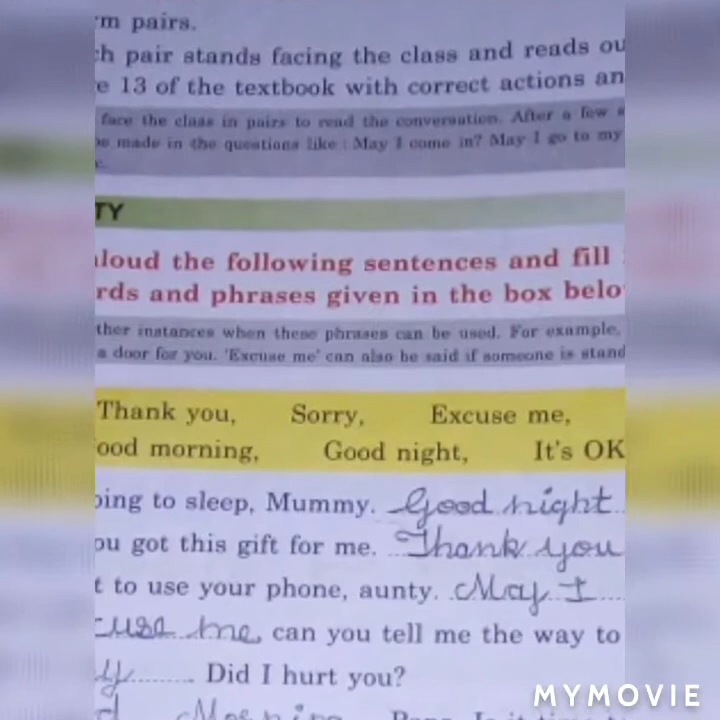 rm pairs.
ch pair stands facing the class and reads ou
e 13 of the textbook with correct actions an
face the class in pairs to read the conversation. After a few
be made in the questions like : May I come in? May I go to my
TY
aloud the following sentences and fill
rds and phrases given in the box belo
ther instances when these phrases can be used. For example,
a door for you. 'Excuse me' can also be said if someone is stand
Thank you, Sorry, Excuse me,
ood morning, Good night, It's OK
oing to sleep, Mummy. Good night
ou got this gift for me. Thank you
t to use your phone, aunty. May I
cuse me, can you tell me the way to
y........ Did I hurt you?
MYMOVIE